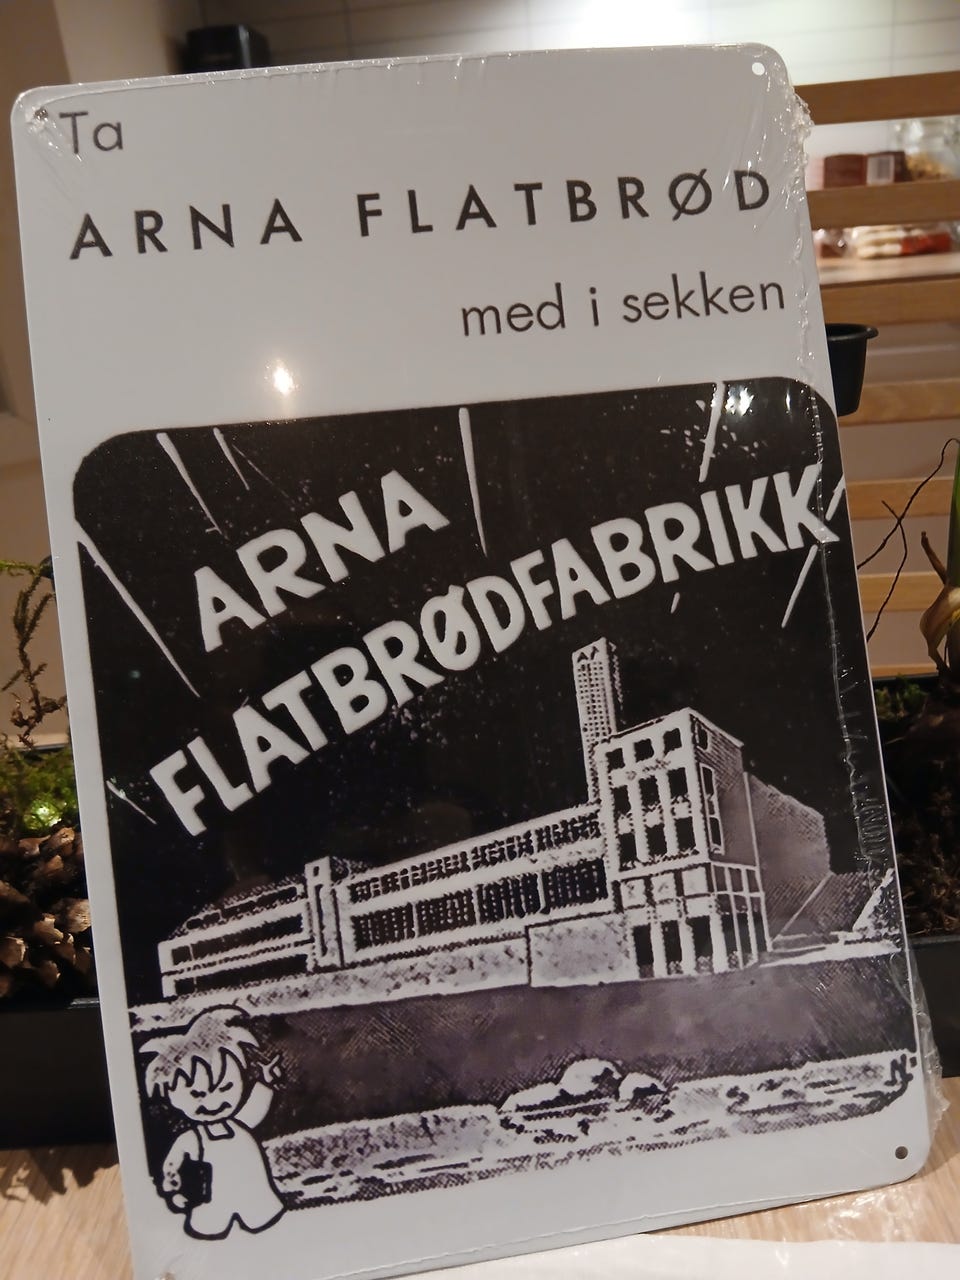 Ta
ARNA FLATBRØD
med i sekken
ARNA
FLATBRØDFABRIKK